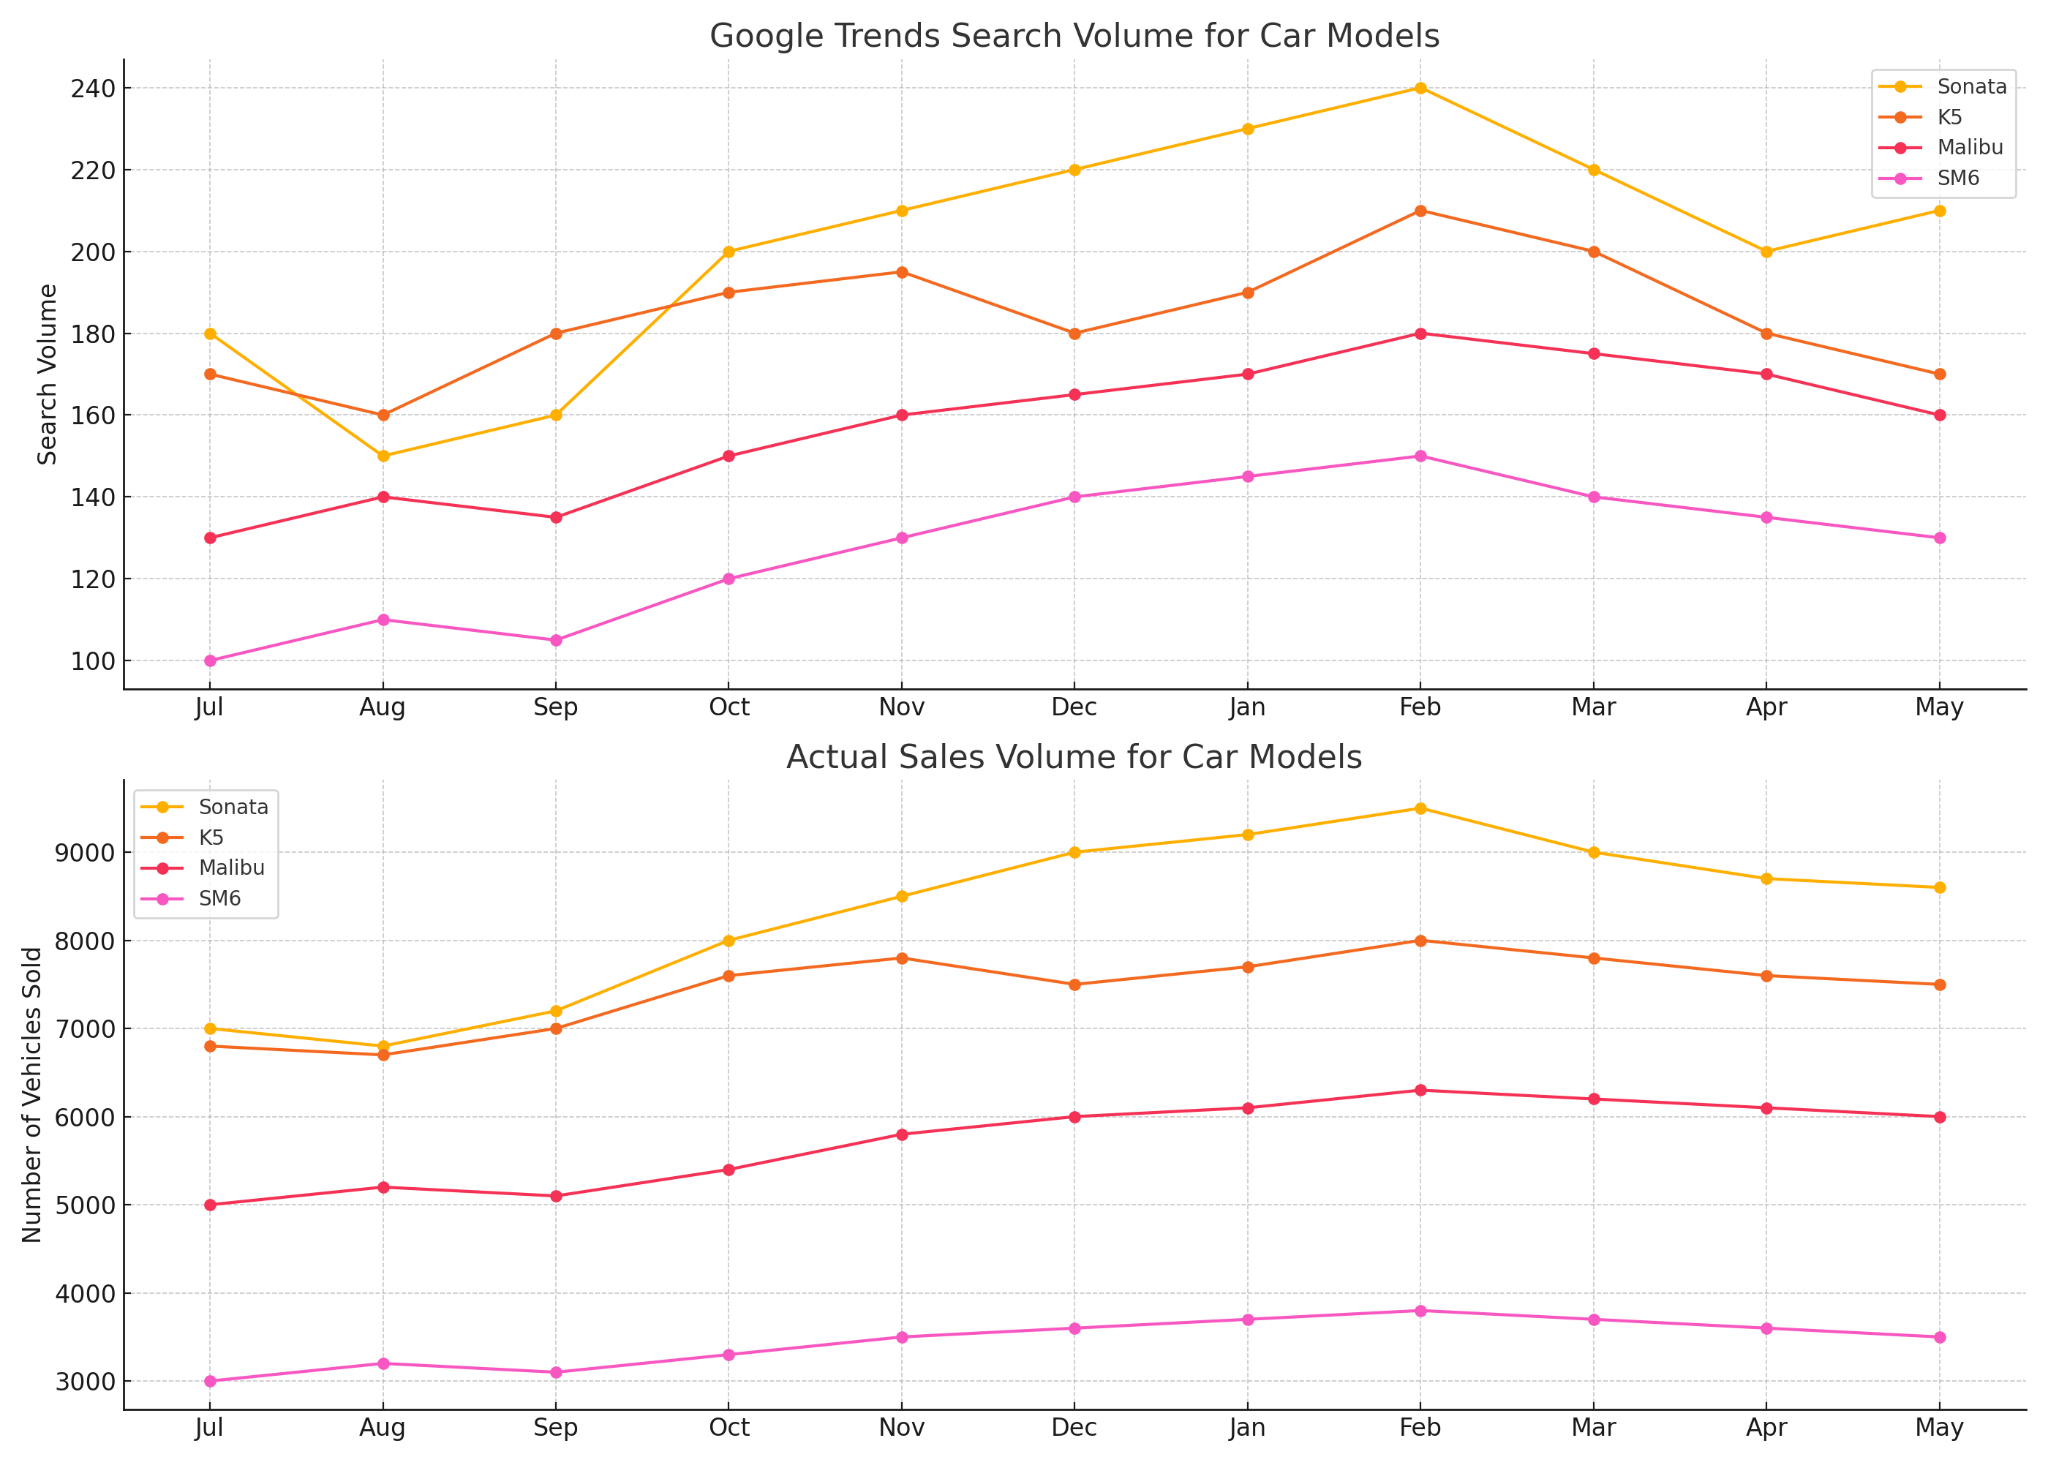 Google Trends Search Volume for Car Models
Search Volume
240
220
200
180
160
140
120
100
Sonata
K5
Malibu
SM6
Jul Aug Sep Oct Nov Dec Jan Feb Mar Apr May
Actual Sales Volume for Car Models
Number of Vehicles Sold
9000
8000
7000
6000
5000
4000
3000
Sonata
K5
Malibu
SM6
Jul Aug Sep Oct Nov Dec Jan Feb Mar Apr May